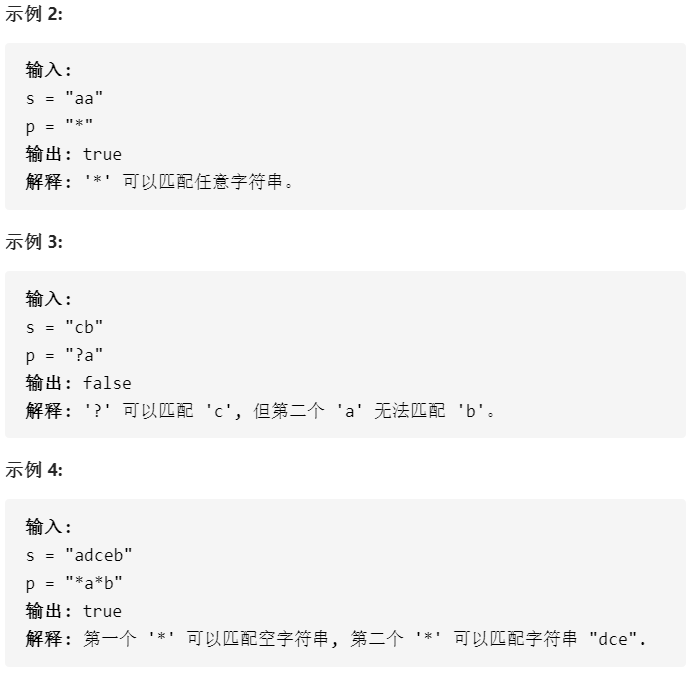 示例 2:
输入:
s = "aa"
p = "*"
输出: true
解释: '*' 可以匹配任意字符串。
示例 3:
输入:
s = "cb"
p = "?a"
输出: false
解释: '?' 可以匹配 'c', 但第二个 'a' 无法匹配 'b'。
示例 4:
输入:
s = "adceb"
p = "*a*b"
输出: true
解释: 第一个 '*' 可以匹配空字符串, 第二个 '*' 可以匹配字符串 "dce".